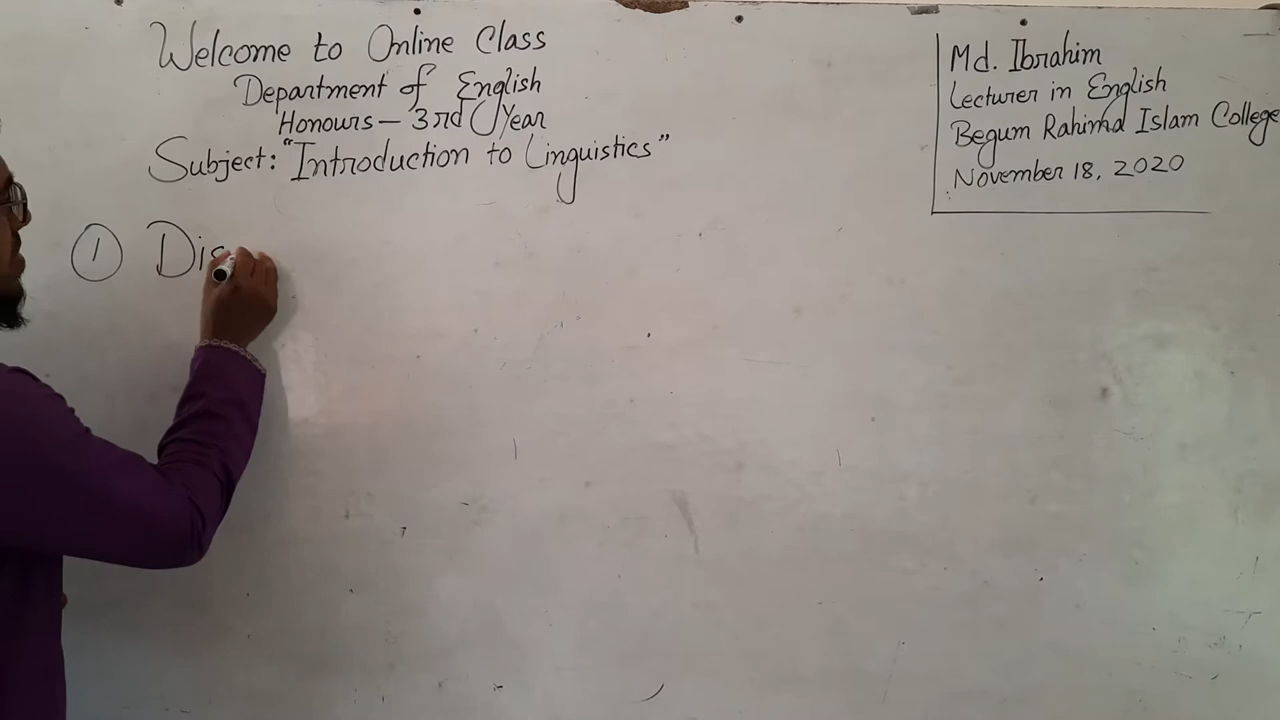 Welcome to Online Class
Department of English
Honours – 3rd Year
Subject: "Introduction to Linguistics"
Md. Ibrahim
Lecturer in English
Begum Rahima Islam College
November 18, 2020
① Dis